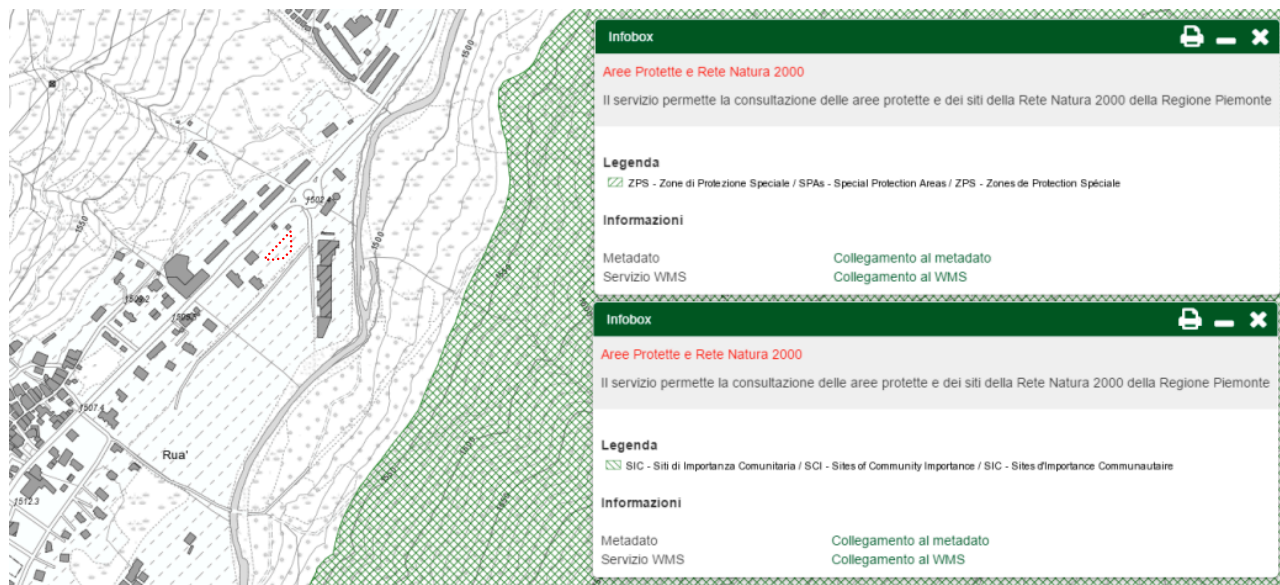 Infobox
Aree Protette e Rete Natura 2000
Il servizio permette la consultazione delle aree protette e dei siti della Rete Natura 2000 della Regione Piemonte
Legenda
ZPS - Zone di Protezione Speciale / SPAs - Special Protection Areas / ZPS - Zones de Protection Spéciale
Informazioni
Metadato Collegamento al metadato
Servizio WMS Collegamento al WMS
Infobox
Aree Protette e Rete Natura 2000
Il servizio permette la consultazione delle aree protette e dei siti della Rete Natura 2000 della Regione Piemonte
Legenda
SIC - Siti di Importanza Comunitaria / SCI - Sites of Community Importance / SIC - Sites d'Importance Communautaire
Informazioni
Metadato Collegamento al metadato
Servizio WMS Collegamento al WMS
1500
1550
1502.4
1500
1509.2
1507.4
Rua'
1512.3
1550
1600